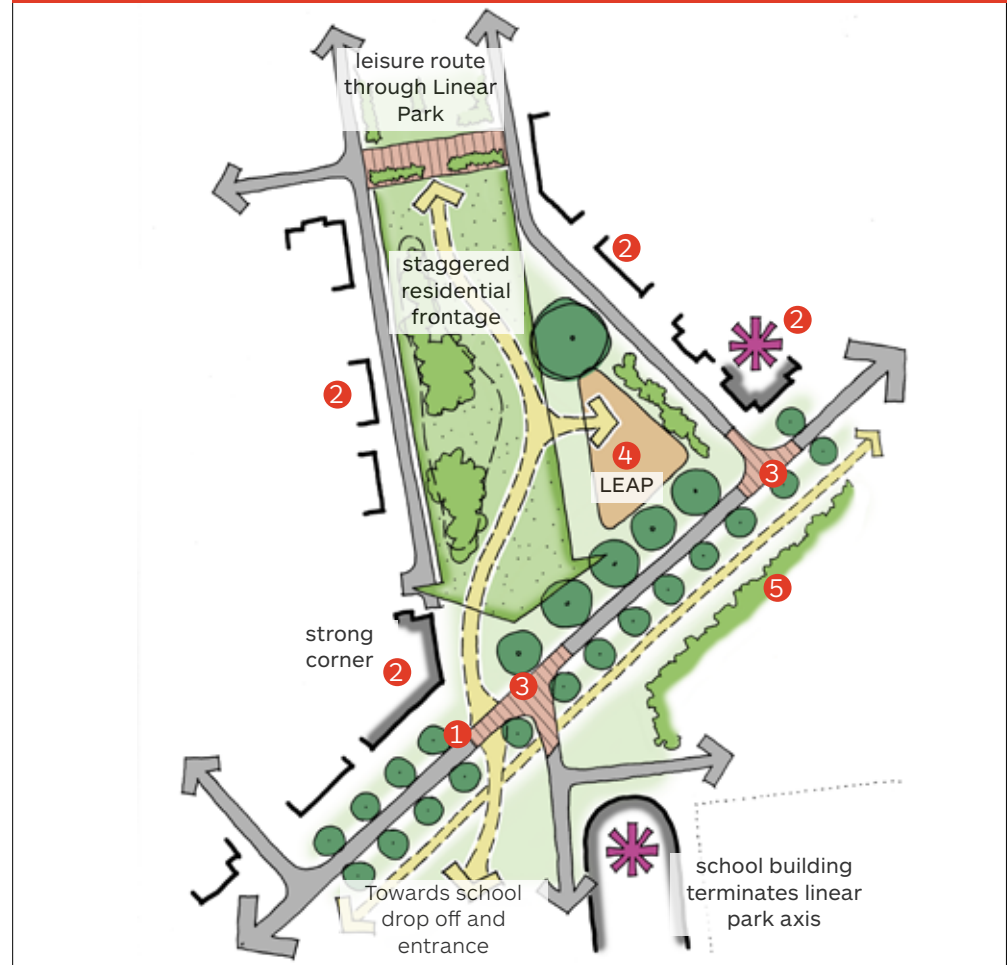 leisure route
through Linear
Park
2
staggered
residential
frontage
2
2
4
LEAP
3
5
strong
corner
2
3
1
Towards school
drop off and
entrance
school building
terminates linear
park axis